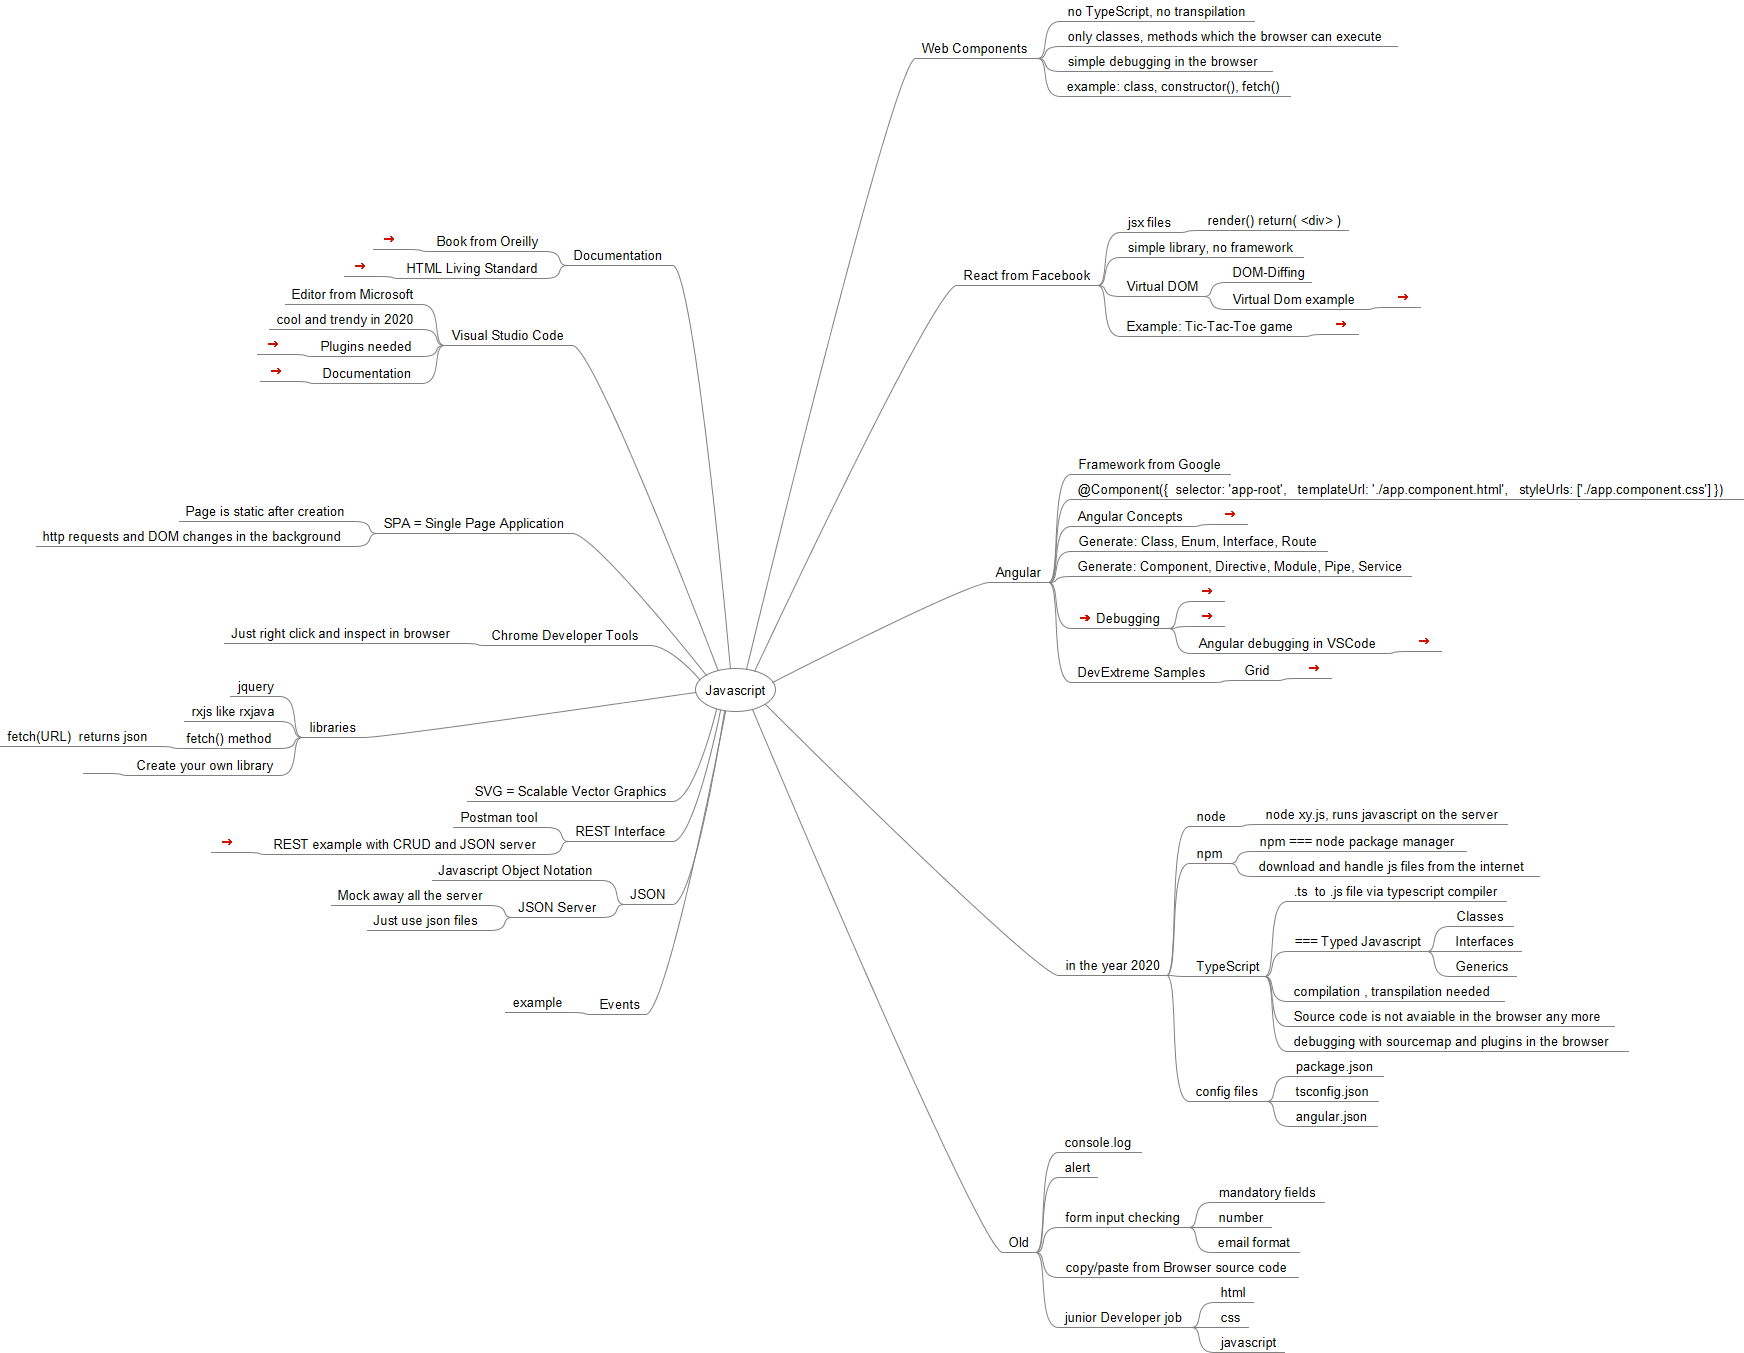 Javascript
Web Components
no TypeScript, no transpilation
only classes, methods which the browser can execute
simple debugging in the browser
example: class, constructor(), fetch()
React from Facebook
jsx files
render() return( <div> )
simple library, no framework
Virtual DOM
DOM-Diffing
Virtual Dom example
Example: Tic-Tac-Toe game
Angular
Framework from Google
@Component({  selector: 'app-root',   templateUrl: './app.component.html',   styleUrls: ['./app.component.css'] })
Angular Concepts
Generate: Class, Enum, Interface, Route
Generate: Component, Directive, Module, Pipe, Service
Debugging
Angular debugging in VSCode
DevExtreme Samples
Grid
in the year 2020
node
node xy.js, runs javascript on the server
npm
npm === node package manager
download and handle js files from the internet
TypeScript
.ts  to .js file via typescript compiler
=== Typed Javascript
Classes
Interfaces
Generics
compilation , transpilation needed
Source code is not avaiable in the browser any more
debugging with sourcemap and plugins in the browser
config files
package.json
tsconfig.json
angular.json
Old
console.log
alert
form input checking
mandatory fields
number
email format
copy/paste from Browser source code
junior Developer job
html
css
javascript
Documentation
Book from Oreilly
HTML Living Standard
Visual Studio Code
Editor from Microsoft
cool and trendy in 2020
Plugins needed
Documentation
SPA = Single Page Application
Page is static after creation
http requests and DOM changes in the background
Chrome Developer Tools
Just right click and inspect in browser
libraries
jquery
rxjs like rxjava
fetch() method
fetch(URL)  returns json
Create your own library
SVG = Scalable Vector Graphics
REST Interface
Postman tool
REST example with CRUD and JSON server
JSON
Javascript Object Notation
JSON Server
Mock away all the server
Just use json files
Events
example